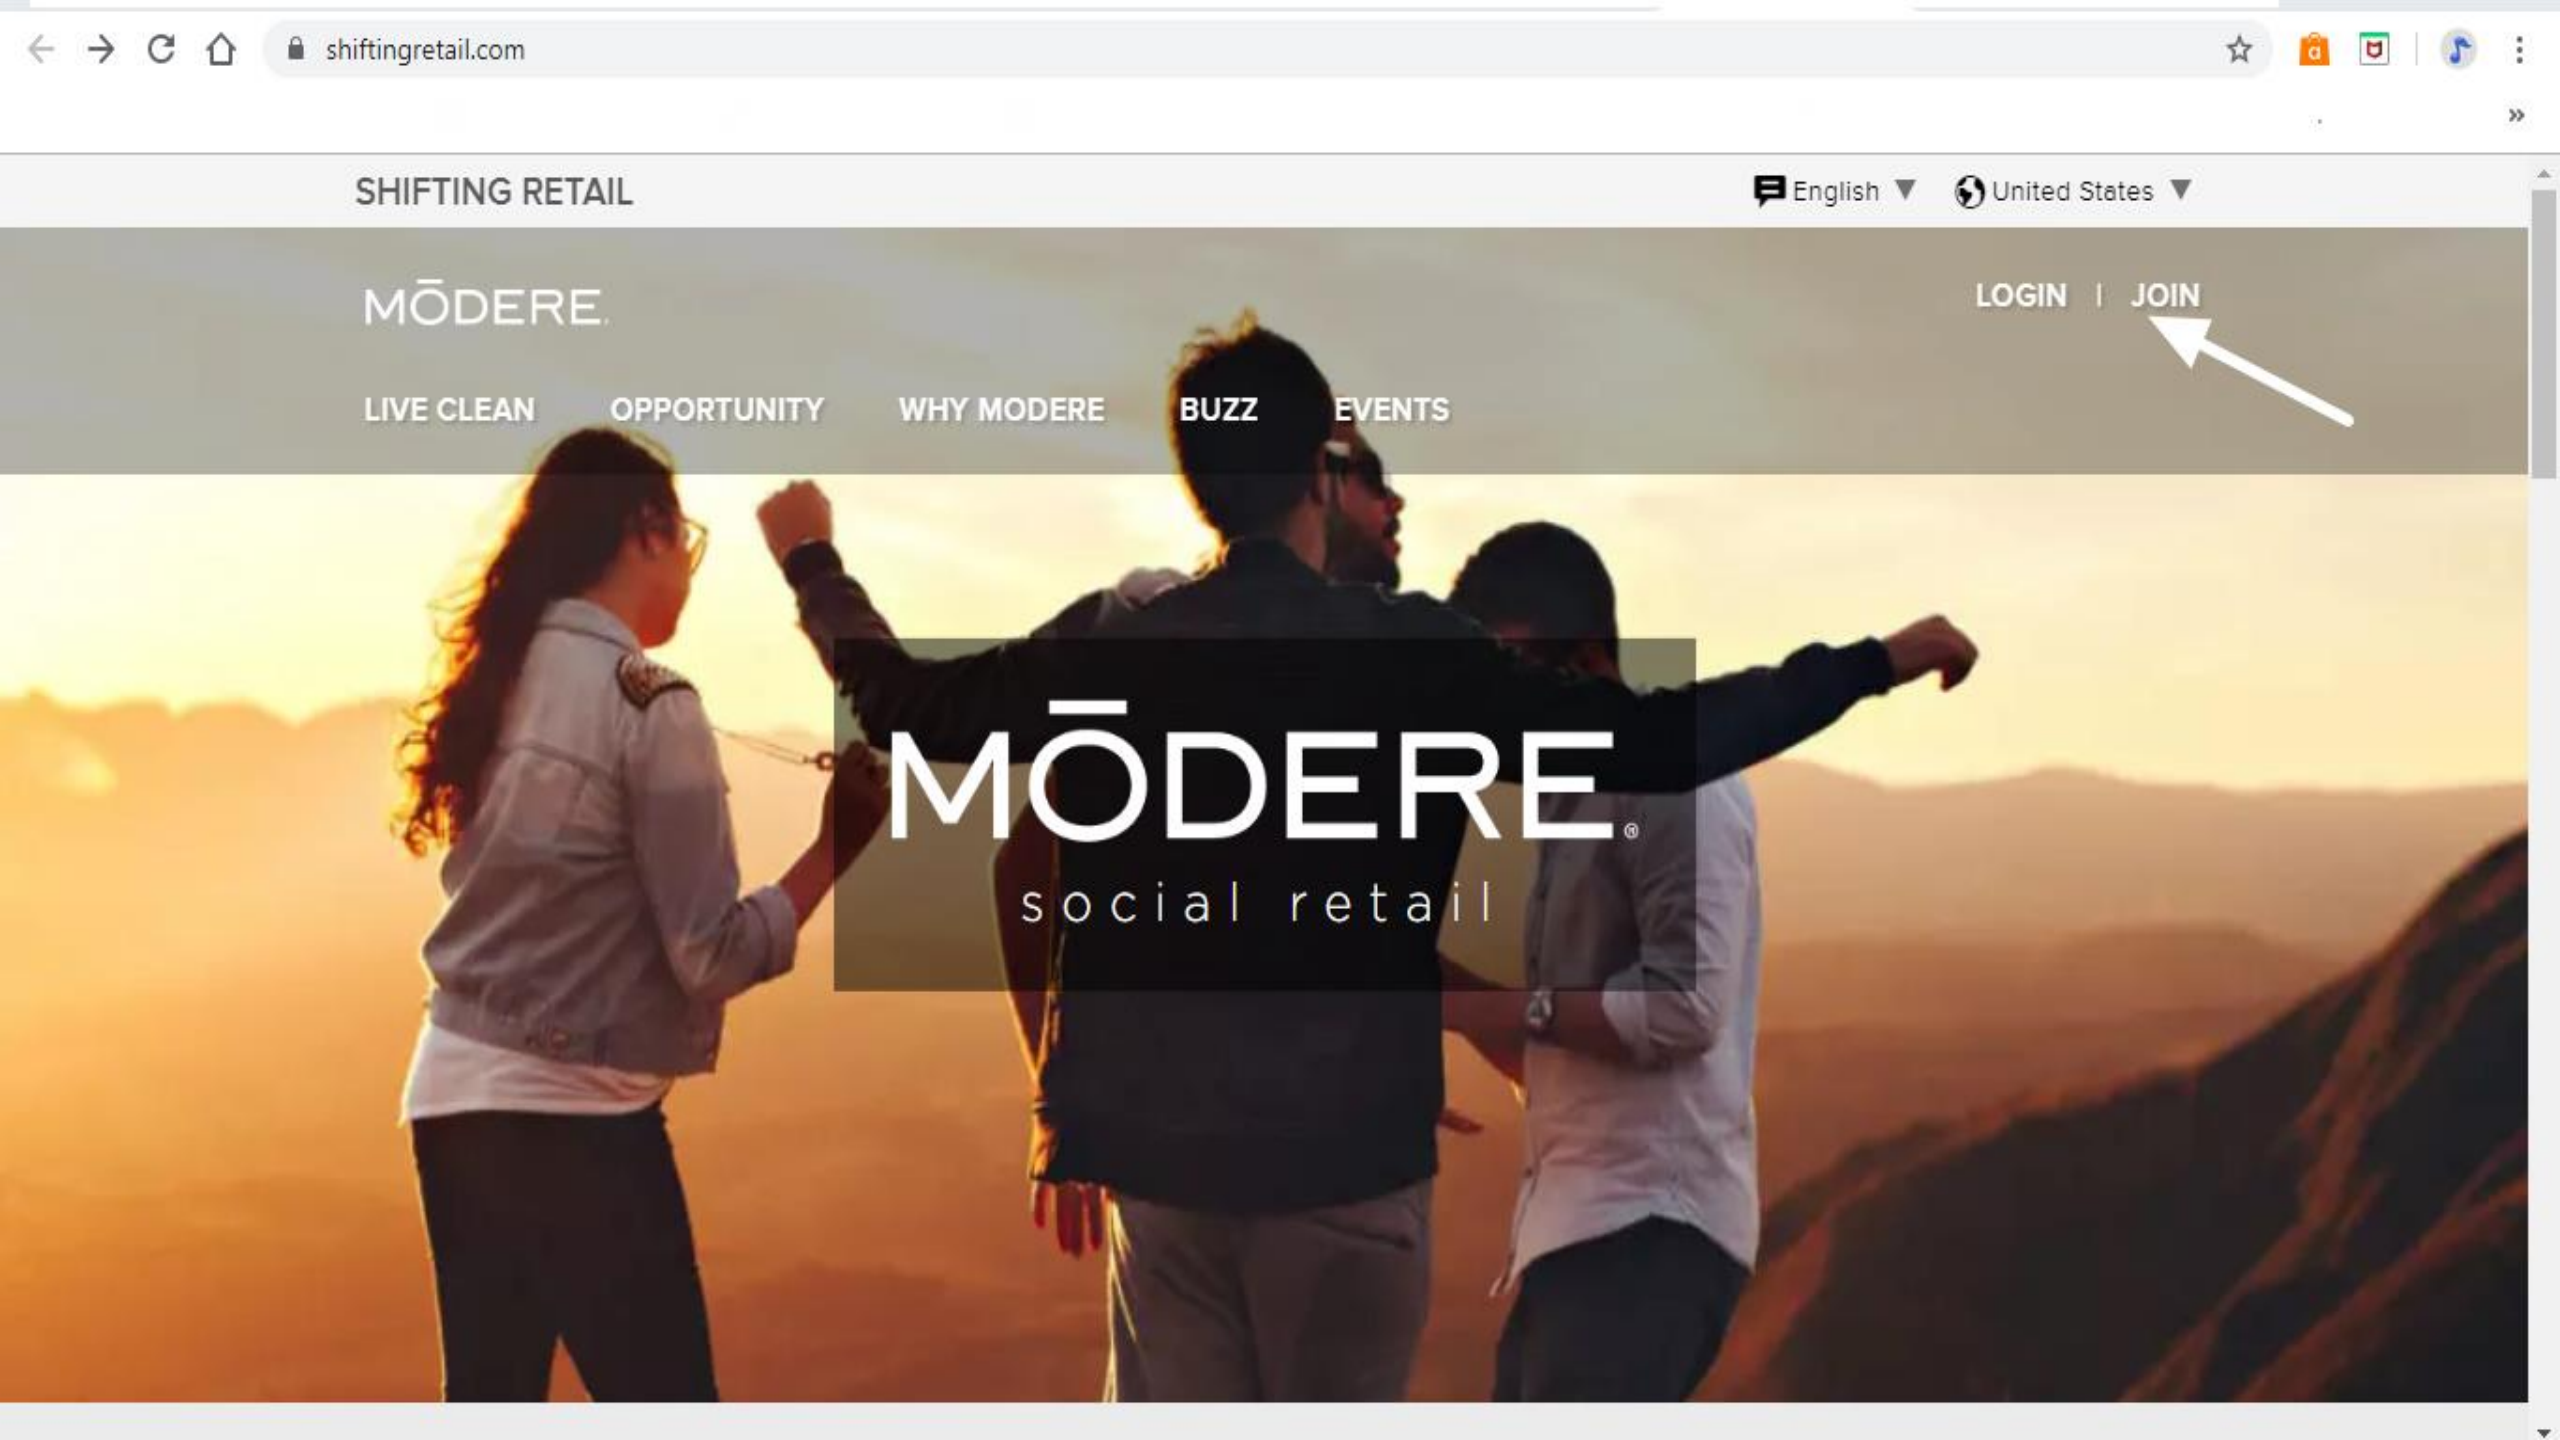 shiftingretail.com
SHIFTING RETAIL
English
United States
MŌDERE.
LOGIN | JOIN
LIVE CLEAN OPPORTUNITY WHY MODERE BUZZ EVENTS
MŌDERE.®
social retail